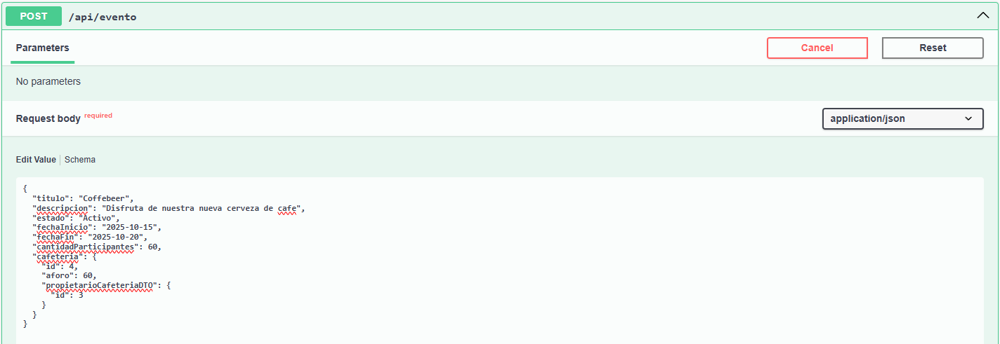 POST /api/evento
Parameters Cancel Reset
No parameters
Request body required application/json
Edit Value | Schema
{
  "titulo": "Coffebeer",
  "descripcion": "Disfruta de nuestra nueva cerveza de cafe",
  "estado": "Activo",
  "fechaInicio": "2025-10-15",
  "fechaFin": "2025-10-20",
  "cantidadParticipantes": 60,
  "cafeteria": {
    "id": 4,
    "aforo": 60,
    "propietarioCafeteriaDTO": {
      "id": 3
    }
  }
}